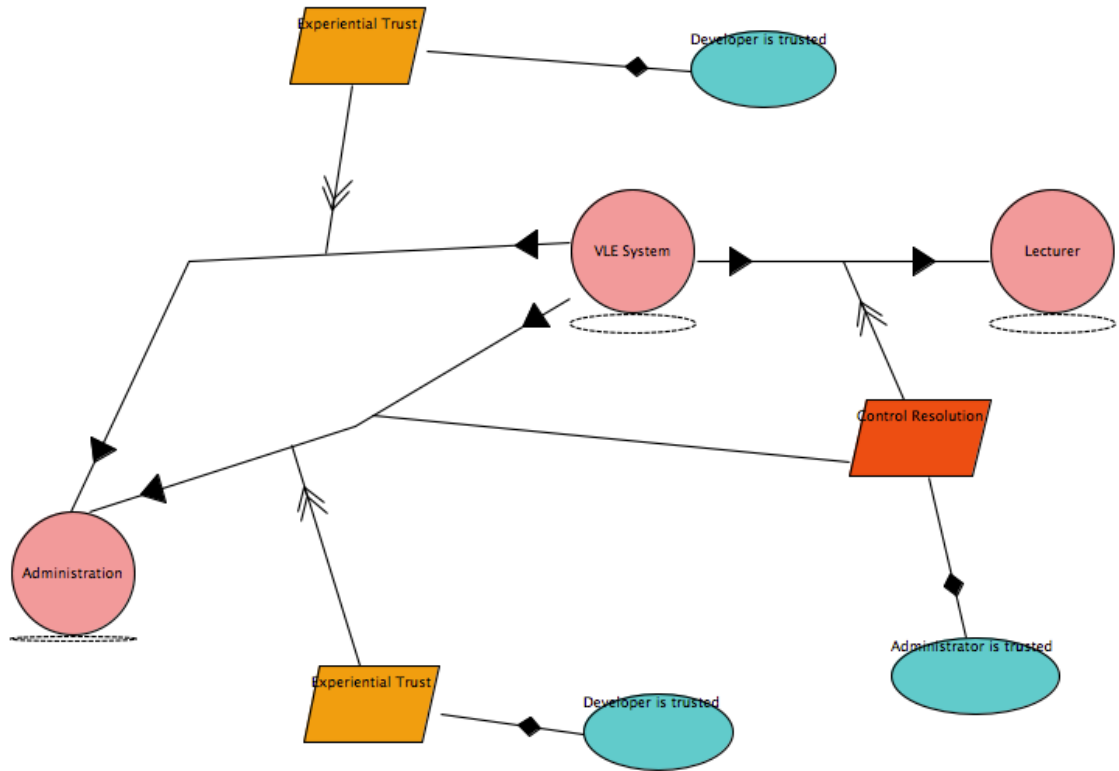 Experiential Trust
Developer is trusted
VLE System
Lecturer
Control Resolution
Administration
Administrator is trusted
Experiential Trust
Developer is trusted